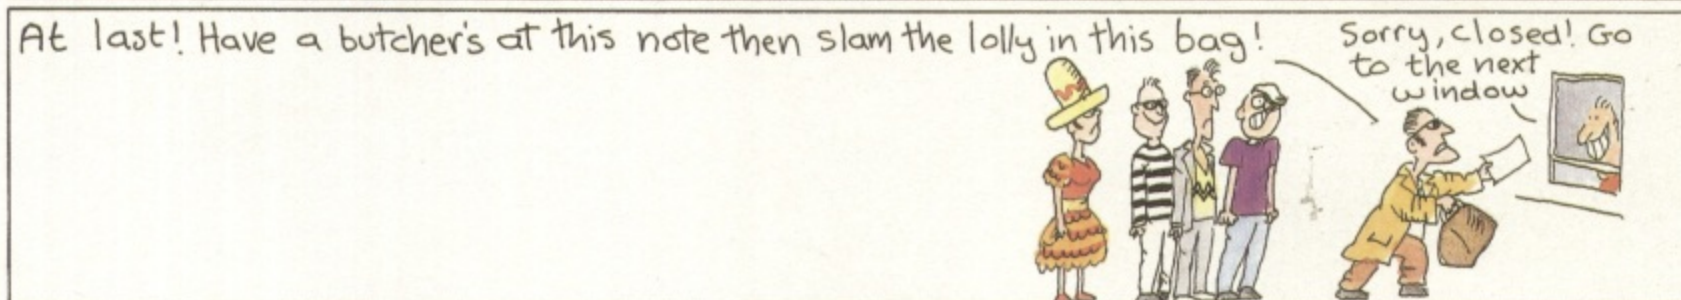 At last! Have a butcher's at this note then slam the lolly in this bag!
Sorry, closed! Go
to the next
window